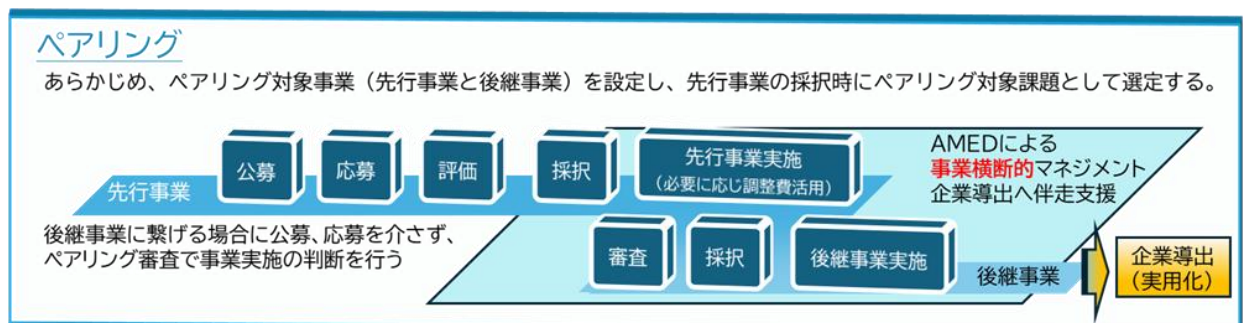 ペアリング
あらかじめ、ペアリング対象事業（先行事業と後継事業）を設定し、先行事業の採択時にペアリング対象課題として選定する。
先行事業
公募
応募
評価
採択
先行事業実施
（必要に応じ調整費活用）
AMEDによる
事業横断的マネジメント
企業導出へ伴走支援
後継事業に繋げる場合に公募、応募を介さず、
ペアリング審査で事業実施の判断を行う
審査
採択
後継事業実施
後継事業
企業導出
（実用化）